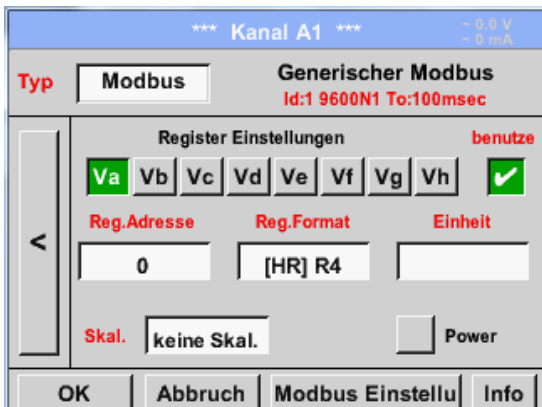 *** Kanal A1 ***
~ 0.0 V
~ 0 mA
Typ Modbus Generischer Modbus
Id:1 9600N1 To:100msec
Register Einstellungen benutze
Va Vb Vc Vd Ve Vf Vg Vh
<
Reg.Adresse Reg.Format Einheit
0 [HR] R4
Skal. keine Skal. Power
OK Abbruch Modbus Einstellu Info